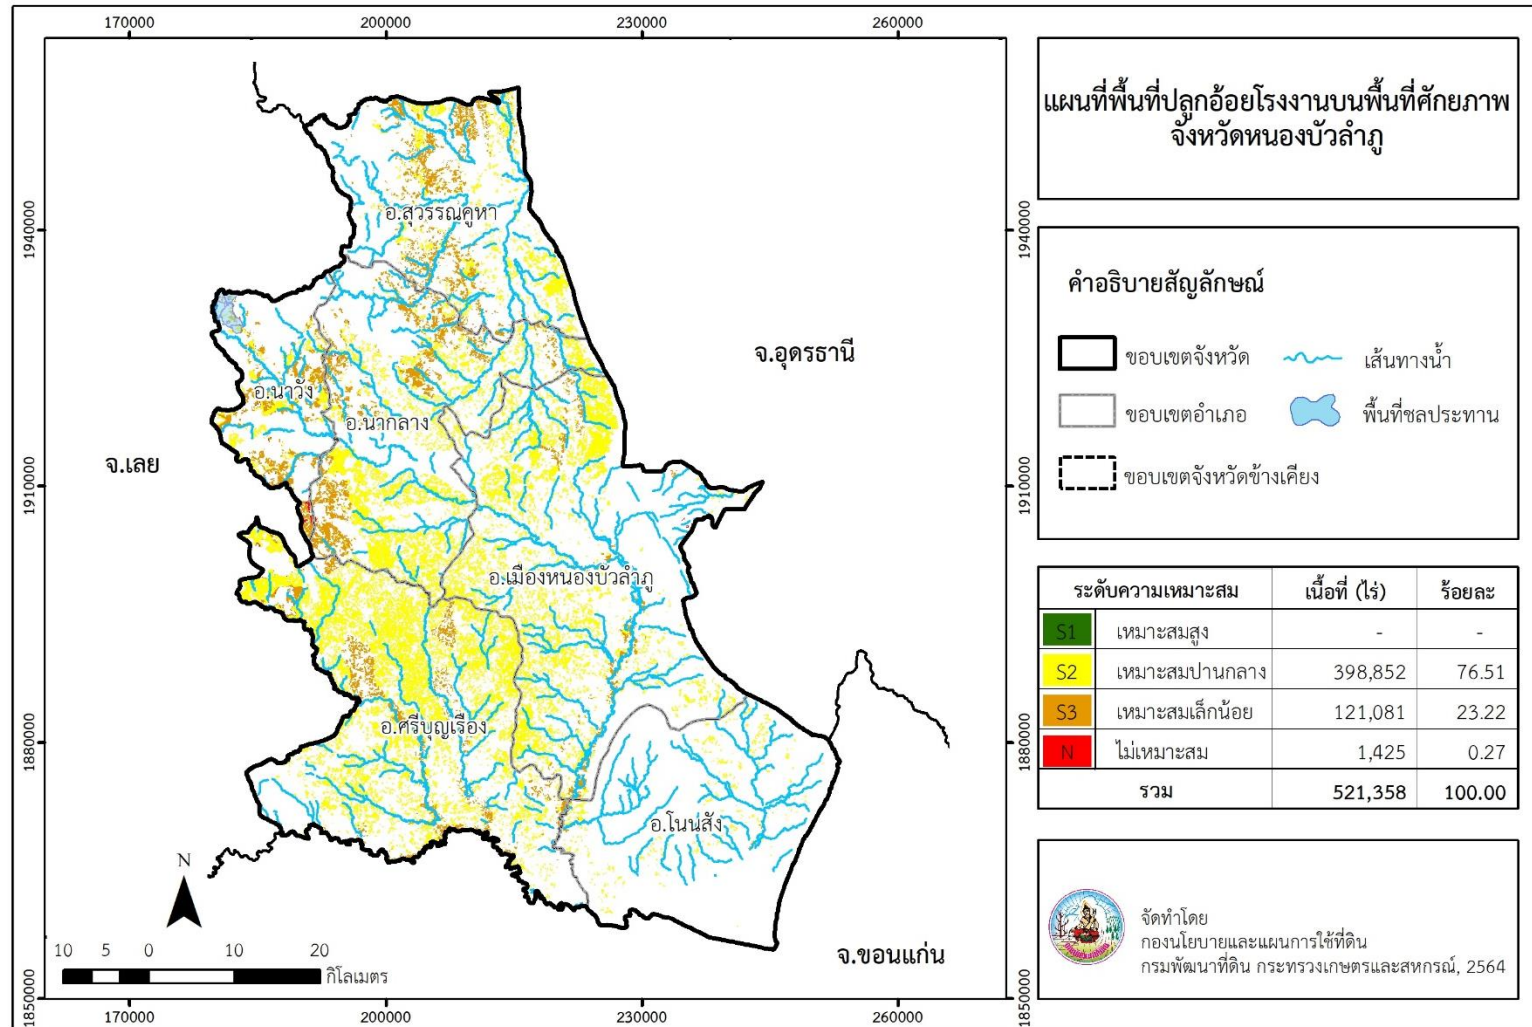 170000 200000 230000 260000
แผนที่พื้นที่ปลูกอ้อยโรงงานบนพื้นที่ศักยภาพ
จังหวัดหนองบัวลำภู
1940000 1940000
อ.สุวรรณคูหา
คำอธิบายสัญลักษณ์
จ.อุดรธานี
ขอบเขตจังหวัด เส้นทางน้ำ
อ.นาวัง
ขอบเขตอำเภอ พื้นที่ชลประทาน
อ.นากลาง
จ.เลย
ขอบเขตจังหวัดข้างเคียง
1910000 1910000
อ.เมืองหนองบัวลำภู
ระดับความเหมาะสม เนื้อที่ (ไร่) ร้อยละ
S1 เหมาะสมสูง - -
S2 เหมาะสมปานกลาง 398,852 76.51
S3 เหมาะสมเล็กน้อย 121,081 23.22
N ไม่เหมาะสม 1,425 0.27
รวม 521,358 100.00
อ.ศรีบุญเรือง
1880000 1880000
อ.โนนสัง
N
จ.ขอนแก่น
10 5 0 10 20
กิโลเมตร
จัดทำโดย
กองนโยบายและแผนการใช้ที่ดิน
กรมพัฒนาที่ดิน กระทรวงเกษตรและสหกรณ์, 2564
1850000 1850000
170000 200000 230000 260000